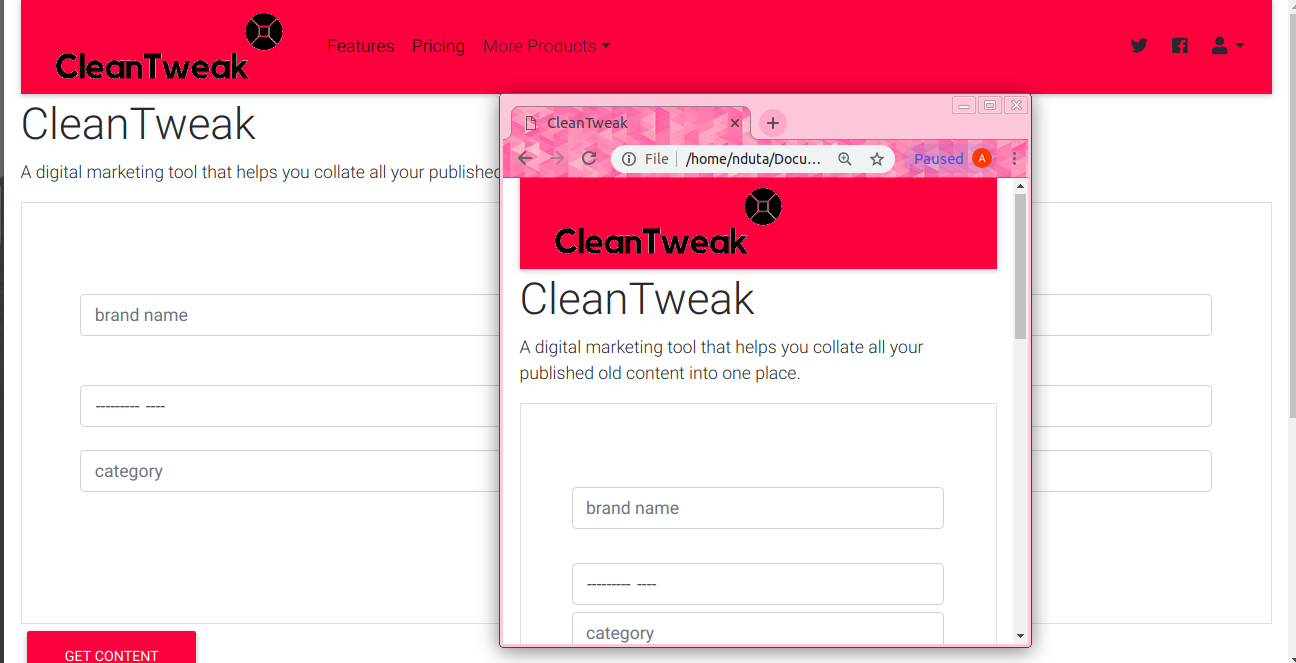 CleanTweak
Features Pricing More Products
CleanTweak
A digital marketing tool that helps you collate all your published
brand name
--------- ----
category
GET CONTENT
CleanTweak
File /home/nduta/Docu... Paused A
CleanTweak
CleanTweak
A digital marketing tool that helps you collate all your
published old content into one place.
brand name
--------- ----
category